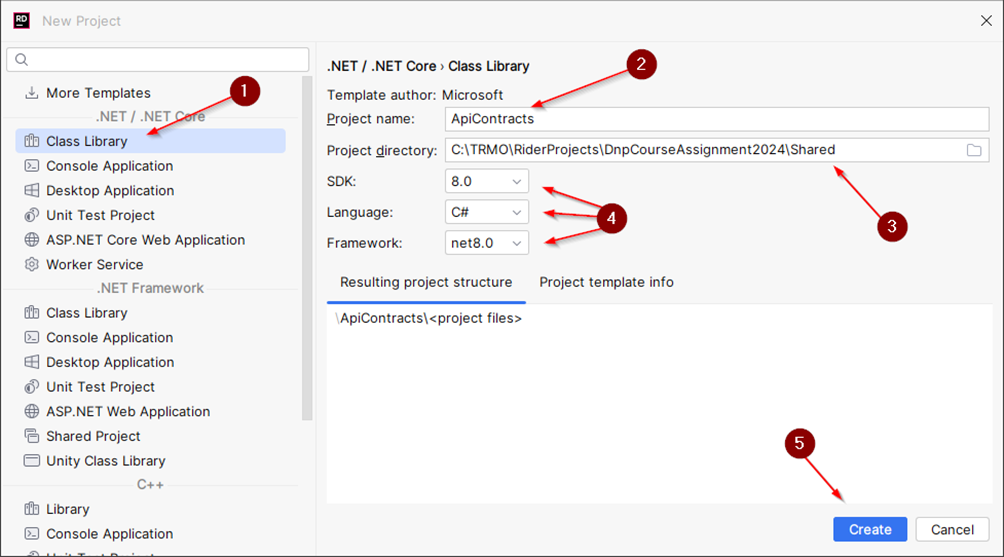 RD New Project
More Templates
1
.NET / .NET Core
Class Library
Console Application
Desktop Application
Unit Test Project
ASP.NET Core Web Application
Worker Service
.NET Framework
Class Library
Console Application
Desktop Application
Unit Test Project
ASP.NET Web Application
Shared Project
Unity Class Library
C++
Library
Console Application
Unit Test Project
.NET / .NET Core › Class Library
2
Template author: Microsoft
Project name: ApiContracts
Project directory: C:\TRMO\RiderProjects\DnpCourseAssignment2024\Shared
3
SDK: 8.0
Language: C#
4
Framework: net8.0
Resulting project structure Project template info
\ApiContracts\<project files>
5
Create Cancel